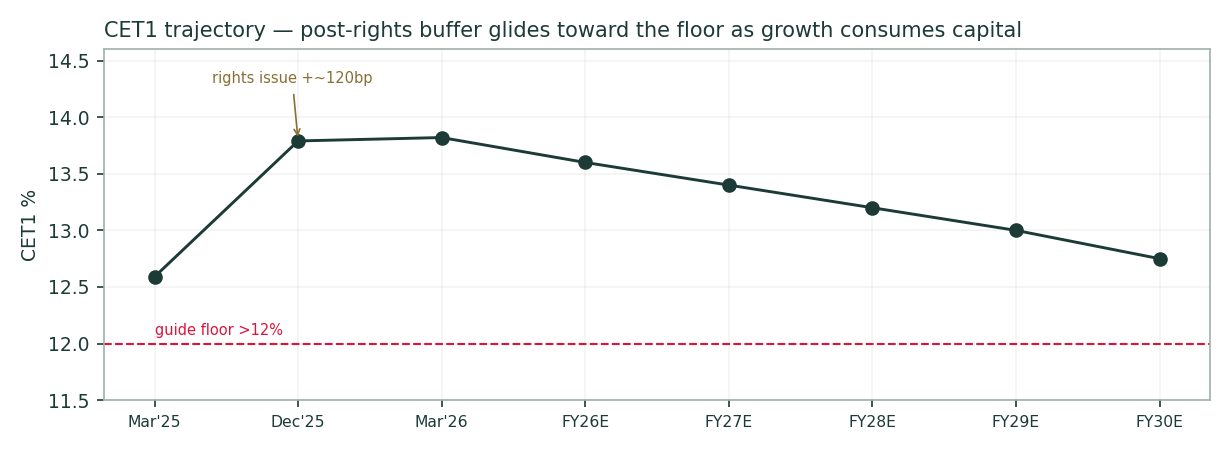 CET1 trajectory — post-rights buffer glides toward the floor as growth consumes capital
14.5
rights issue +~120bp
14.0
13.5
CET1 %
13.0
12.5
guide floor >12%
12.0
11.5
Mar'25 Dec'25 Mar'26 FY26E FY27E FY28E FY29E FY30E